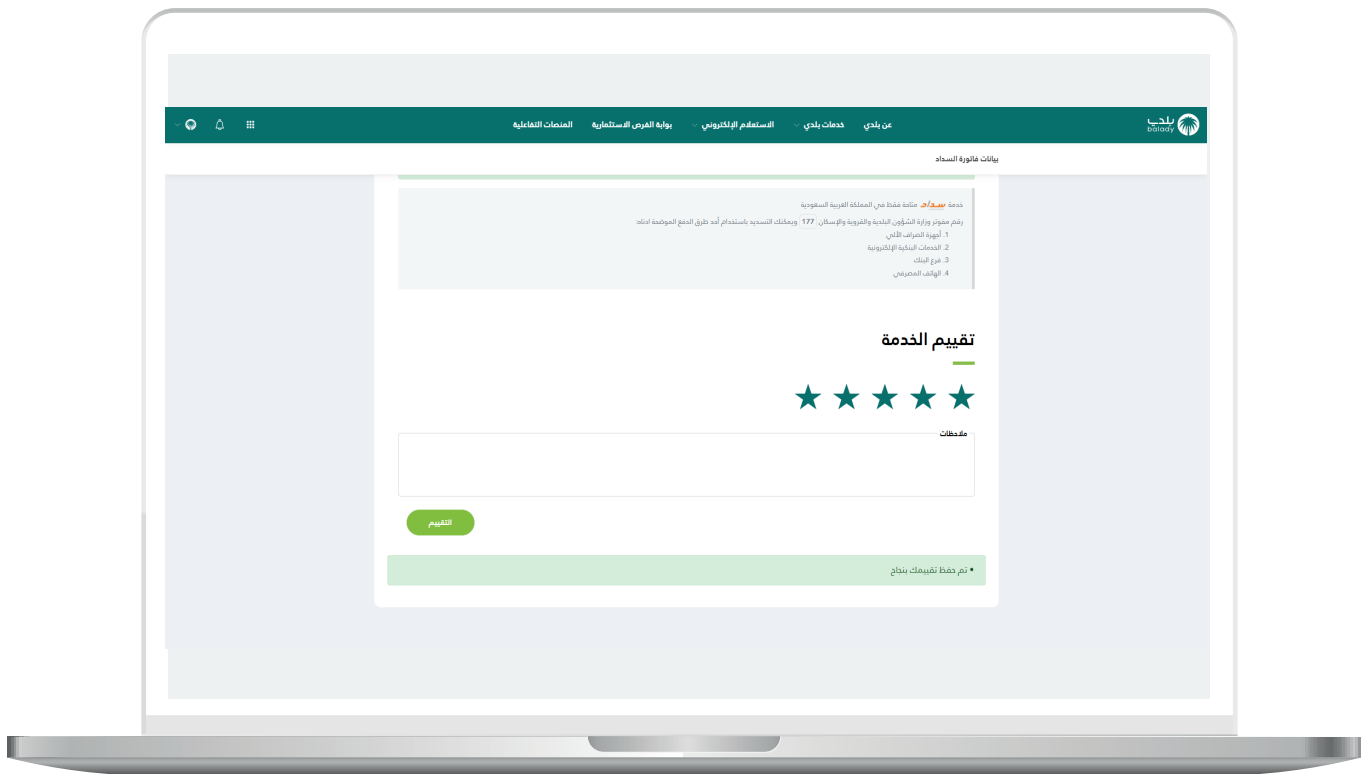 بلدي
balady
عن بلدي
خدمات بلدي
الاستعلام الإلكتروني
بوابة الفرص الاستثمارية
المنصات التفاعلية
بيانات فاتورة السداد
خدمة سداد متاحة فقط في المملكة العربية السعودية
رقم مفوتر وزارة الشؤون البلدية والقروية والإسكان 177 ويمكنك التسديد باستخدام أحد طرق الدفع الموضحة ادناه:
1. أجهزة الصراف الآلي
2. الخدمات البنكية الإلكترونية
3. فرع البنك
4. الهاتف المصرفي
تقييم الخدمة
ملاحظات
التقييم
• تم حفظ تقييمك بنجاح